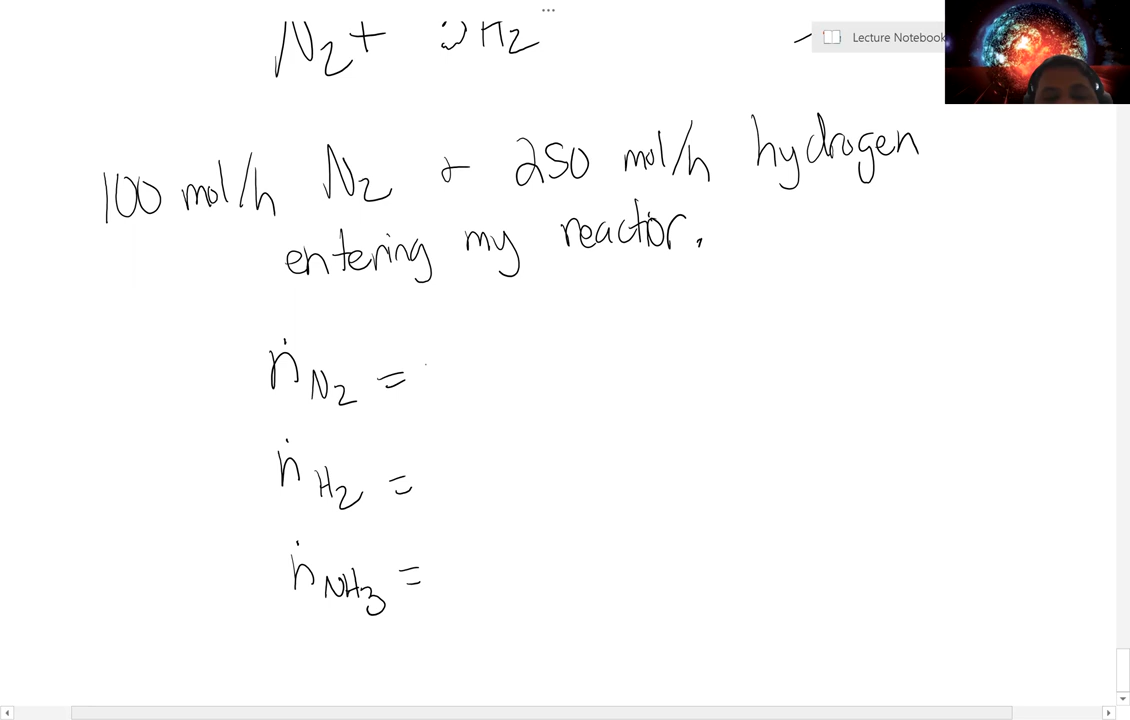 N2 + 3H2
Lecture Notebook
100 mol/h N2 + 250 mol/h hydrogen
entering my reactor.
ṅN2 =
ṅH2 =
ṅNH3 =